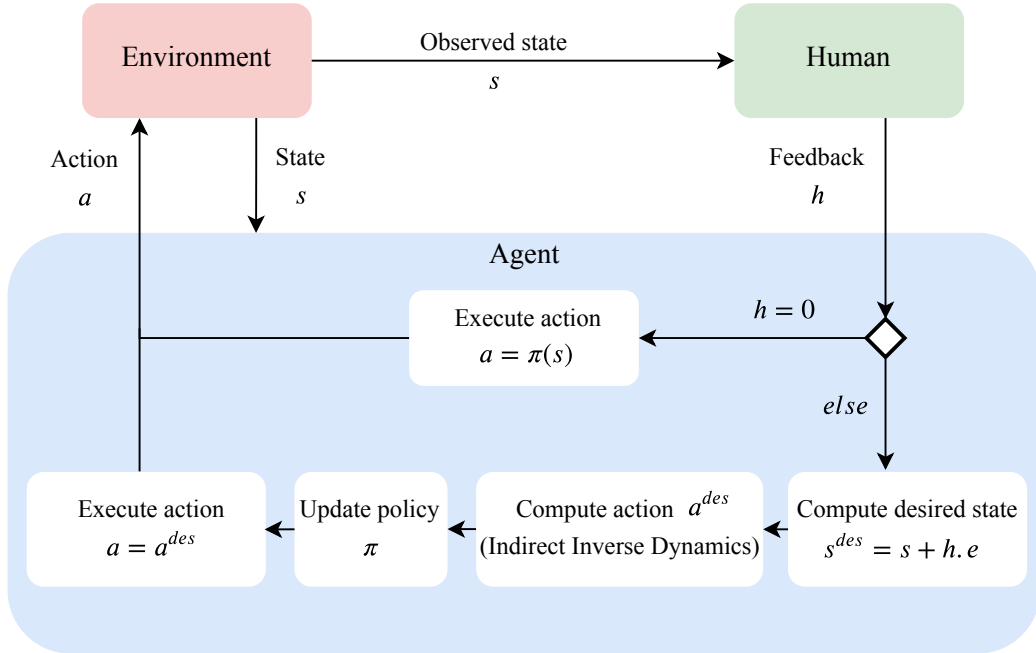 Environment
Observed state
s
Human
Action
a
State
s
Feedback
h
Agent
Execute action
a = π(s)
h = 0
else
Execute action
a = a^{des}
Update policy
π
Compute action a^{des}
(Indirect Inverse Dynamics)
Compute desired state
s^{des} = s + h.e